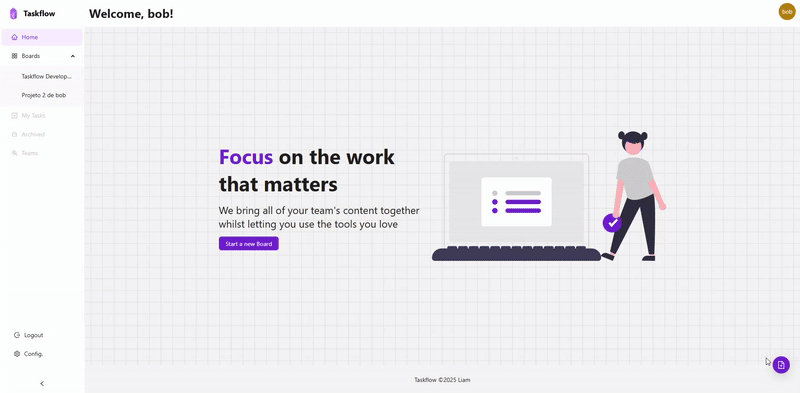 Taskflow
Welcome, bob!
bob
Home
Boards
Taskflow Develop...
Projeto 2 de bob
My Tasks
Archived
Teams
Focus on the work
that matters
We bring all of your team's content together
whilst letting you use the tools you love
Start a new Board
Logout
Config.
Taskflow ©2025 Liam